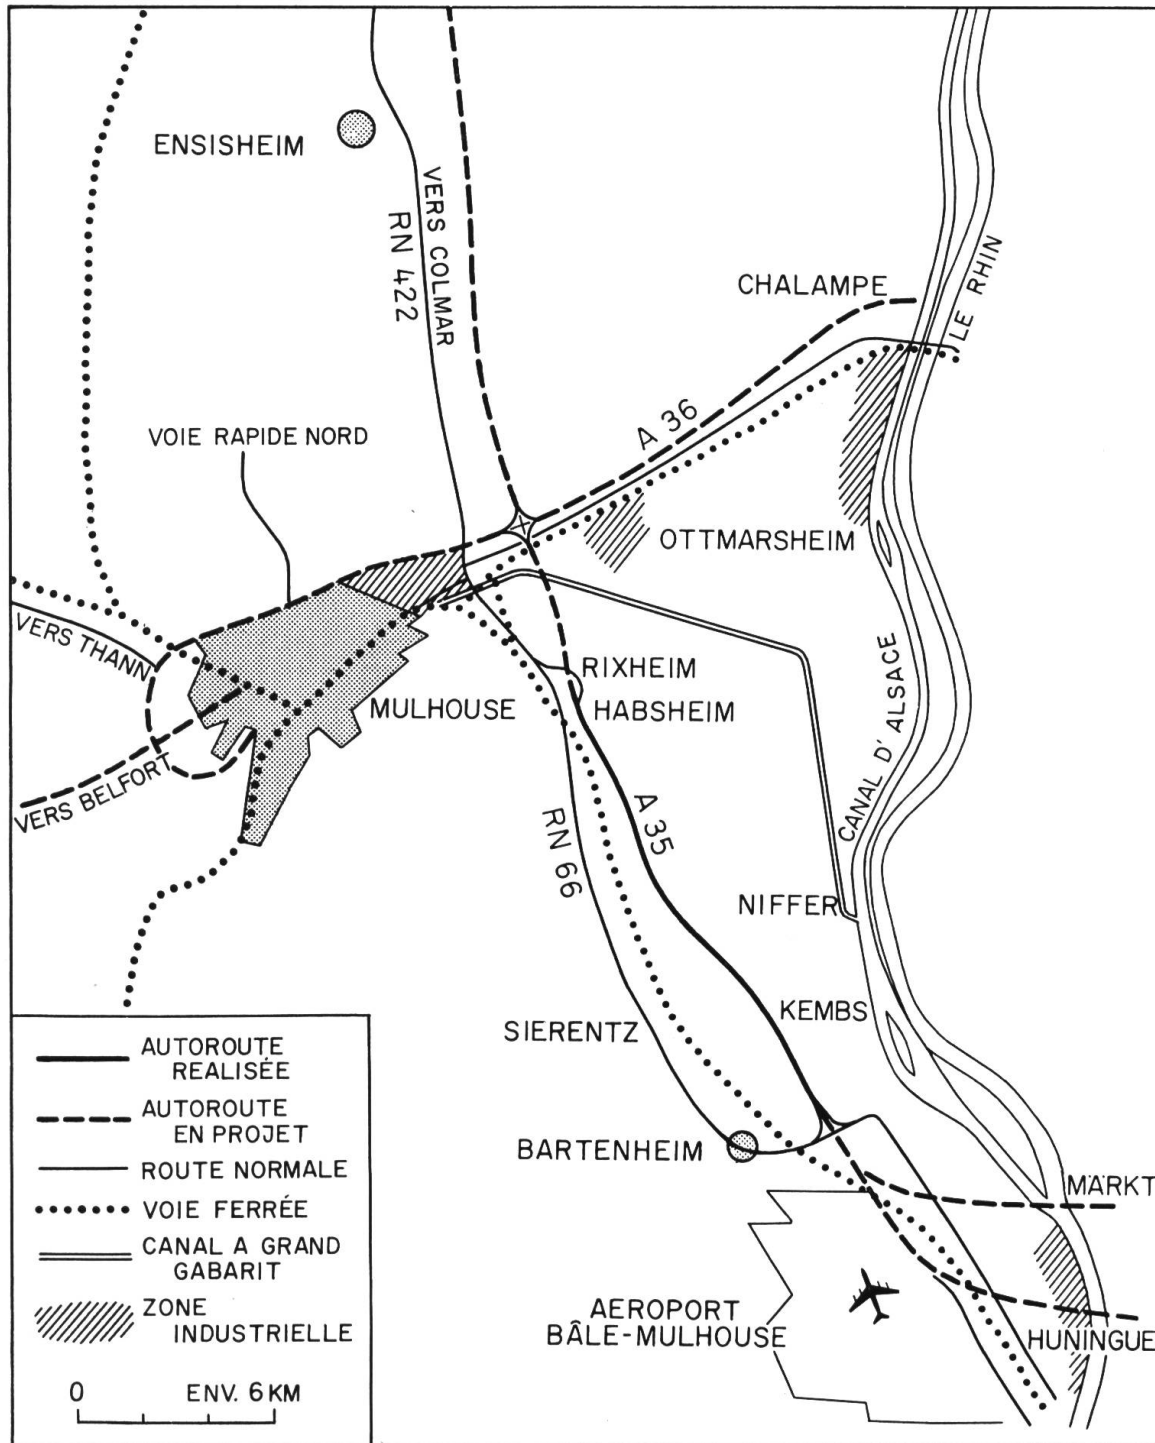 ENSISHEIM
VERS COLMAR
RN 422
CHALAMPE
LE RHIN
A 36
VOIE RAPIDE NORD
OTTMARSHEIM
VERS THANN
RIXHEIM
HABSHEIM
MULHOUSE
CANAL D'ALSACE
VERS BELFORT
A 35
RN 66
NIFFER
KEMBS
SIERENTZ
BARTENHEIM
MÄRKT
AEROPORT
BÂLE-MULHOUSE
HUNINGUE
AUTOROUTE
REALISÉE
AUTOROUTE
EN PROJET
ROUTE NORMALE
VOIE FERRÉE
CANAL A GRAND
GABARIT
ZONE
INDUSTRIELLE
0 ENV. 6 KM